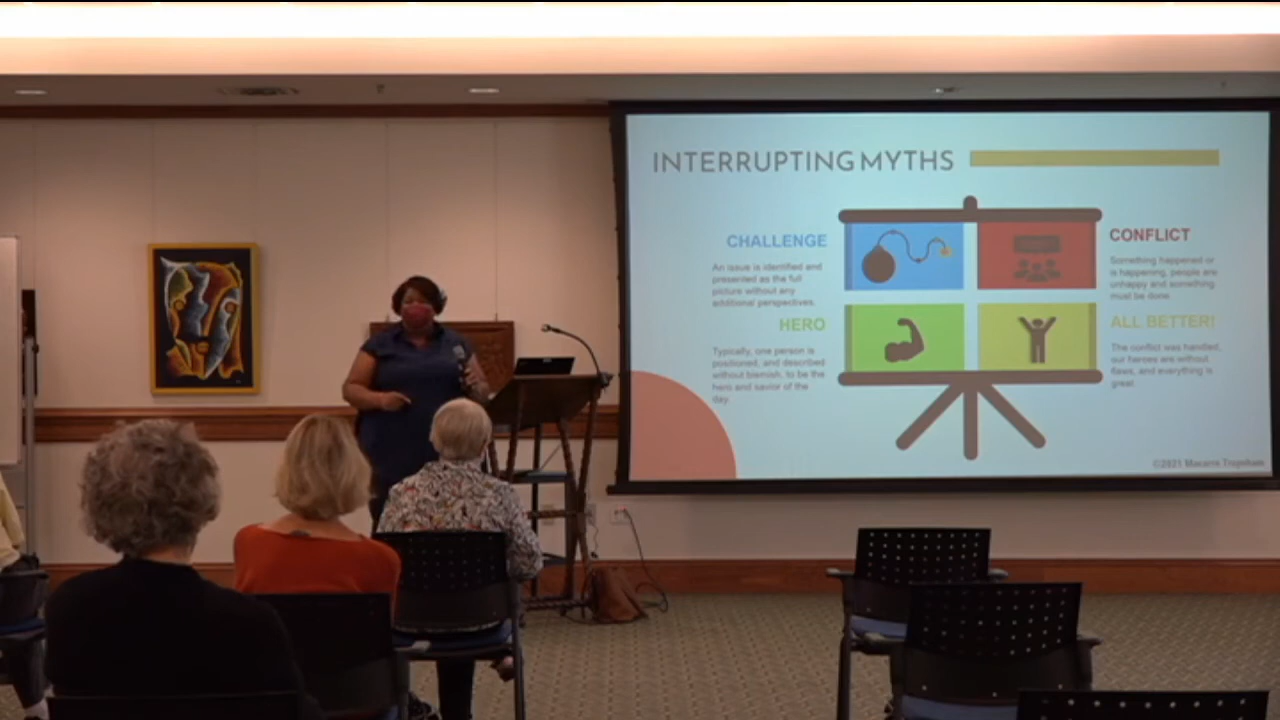 INTERRUPTING MYTHS
CHALLENGE
An issue is identified and
presented as the full
picture without any
additional perspectives.
CONFLICT
Something happened or
is happening, people are
unhappy and something
must be done.
HERO
Typically, one person is
positioned, and described
without blemish, to be the
hero and savior of the
day.
ALL BETTER!
The conflict was handled,
our heroes are without
flaws, and everything is
great.
©2021